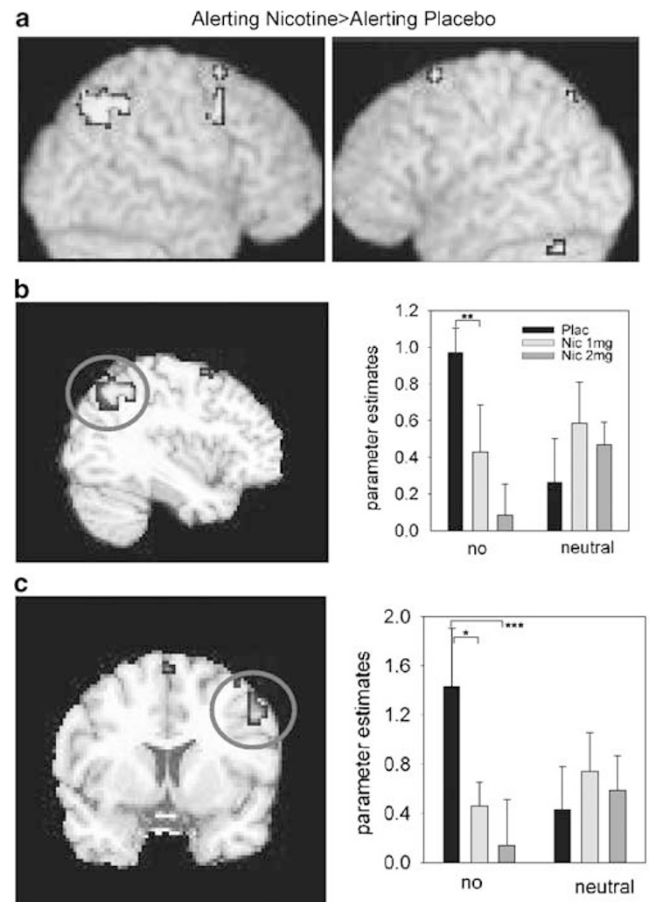 a
Alerting Nicotine>Alerting Placebo
b
1.2
1.0
0.8
0.6
0.4
0.2
0.0
parameter estimates
**
Plac
Nic 1mg
Nic 2mg
no
neutral
c
2.0
1.6
1.2
0.8
0.4
0.0
parameter estimates
*
***
no
neutral